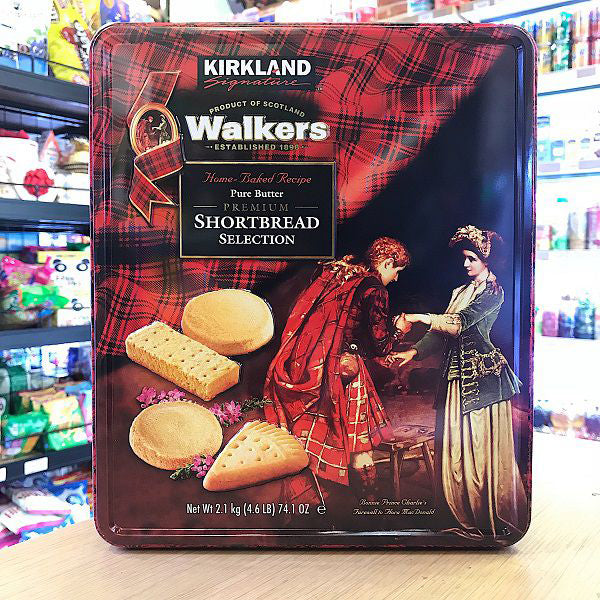 KIRKLAND
Signature
PRODUCT OF SCOTLAND
Walkers
ESTABLISHED 1898
Home-Baked Recipe
Pure Butter
PREMIUM
SHORTBREAD
SELECTION
Net Wt 2.1 kg (4.6 LB) 74.1 OZ ℮
Bonnie Prince Charlie's
Farewell to Flora MacDonald